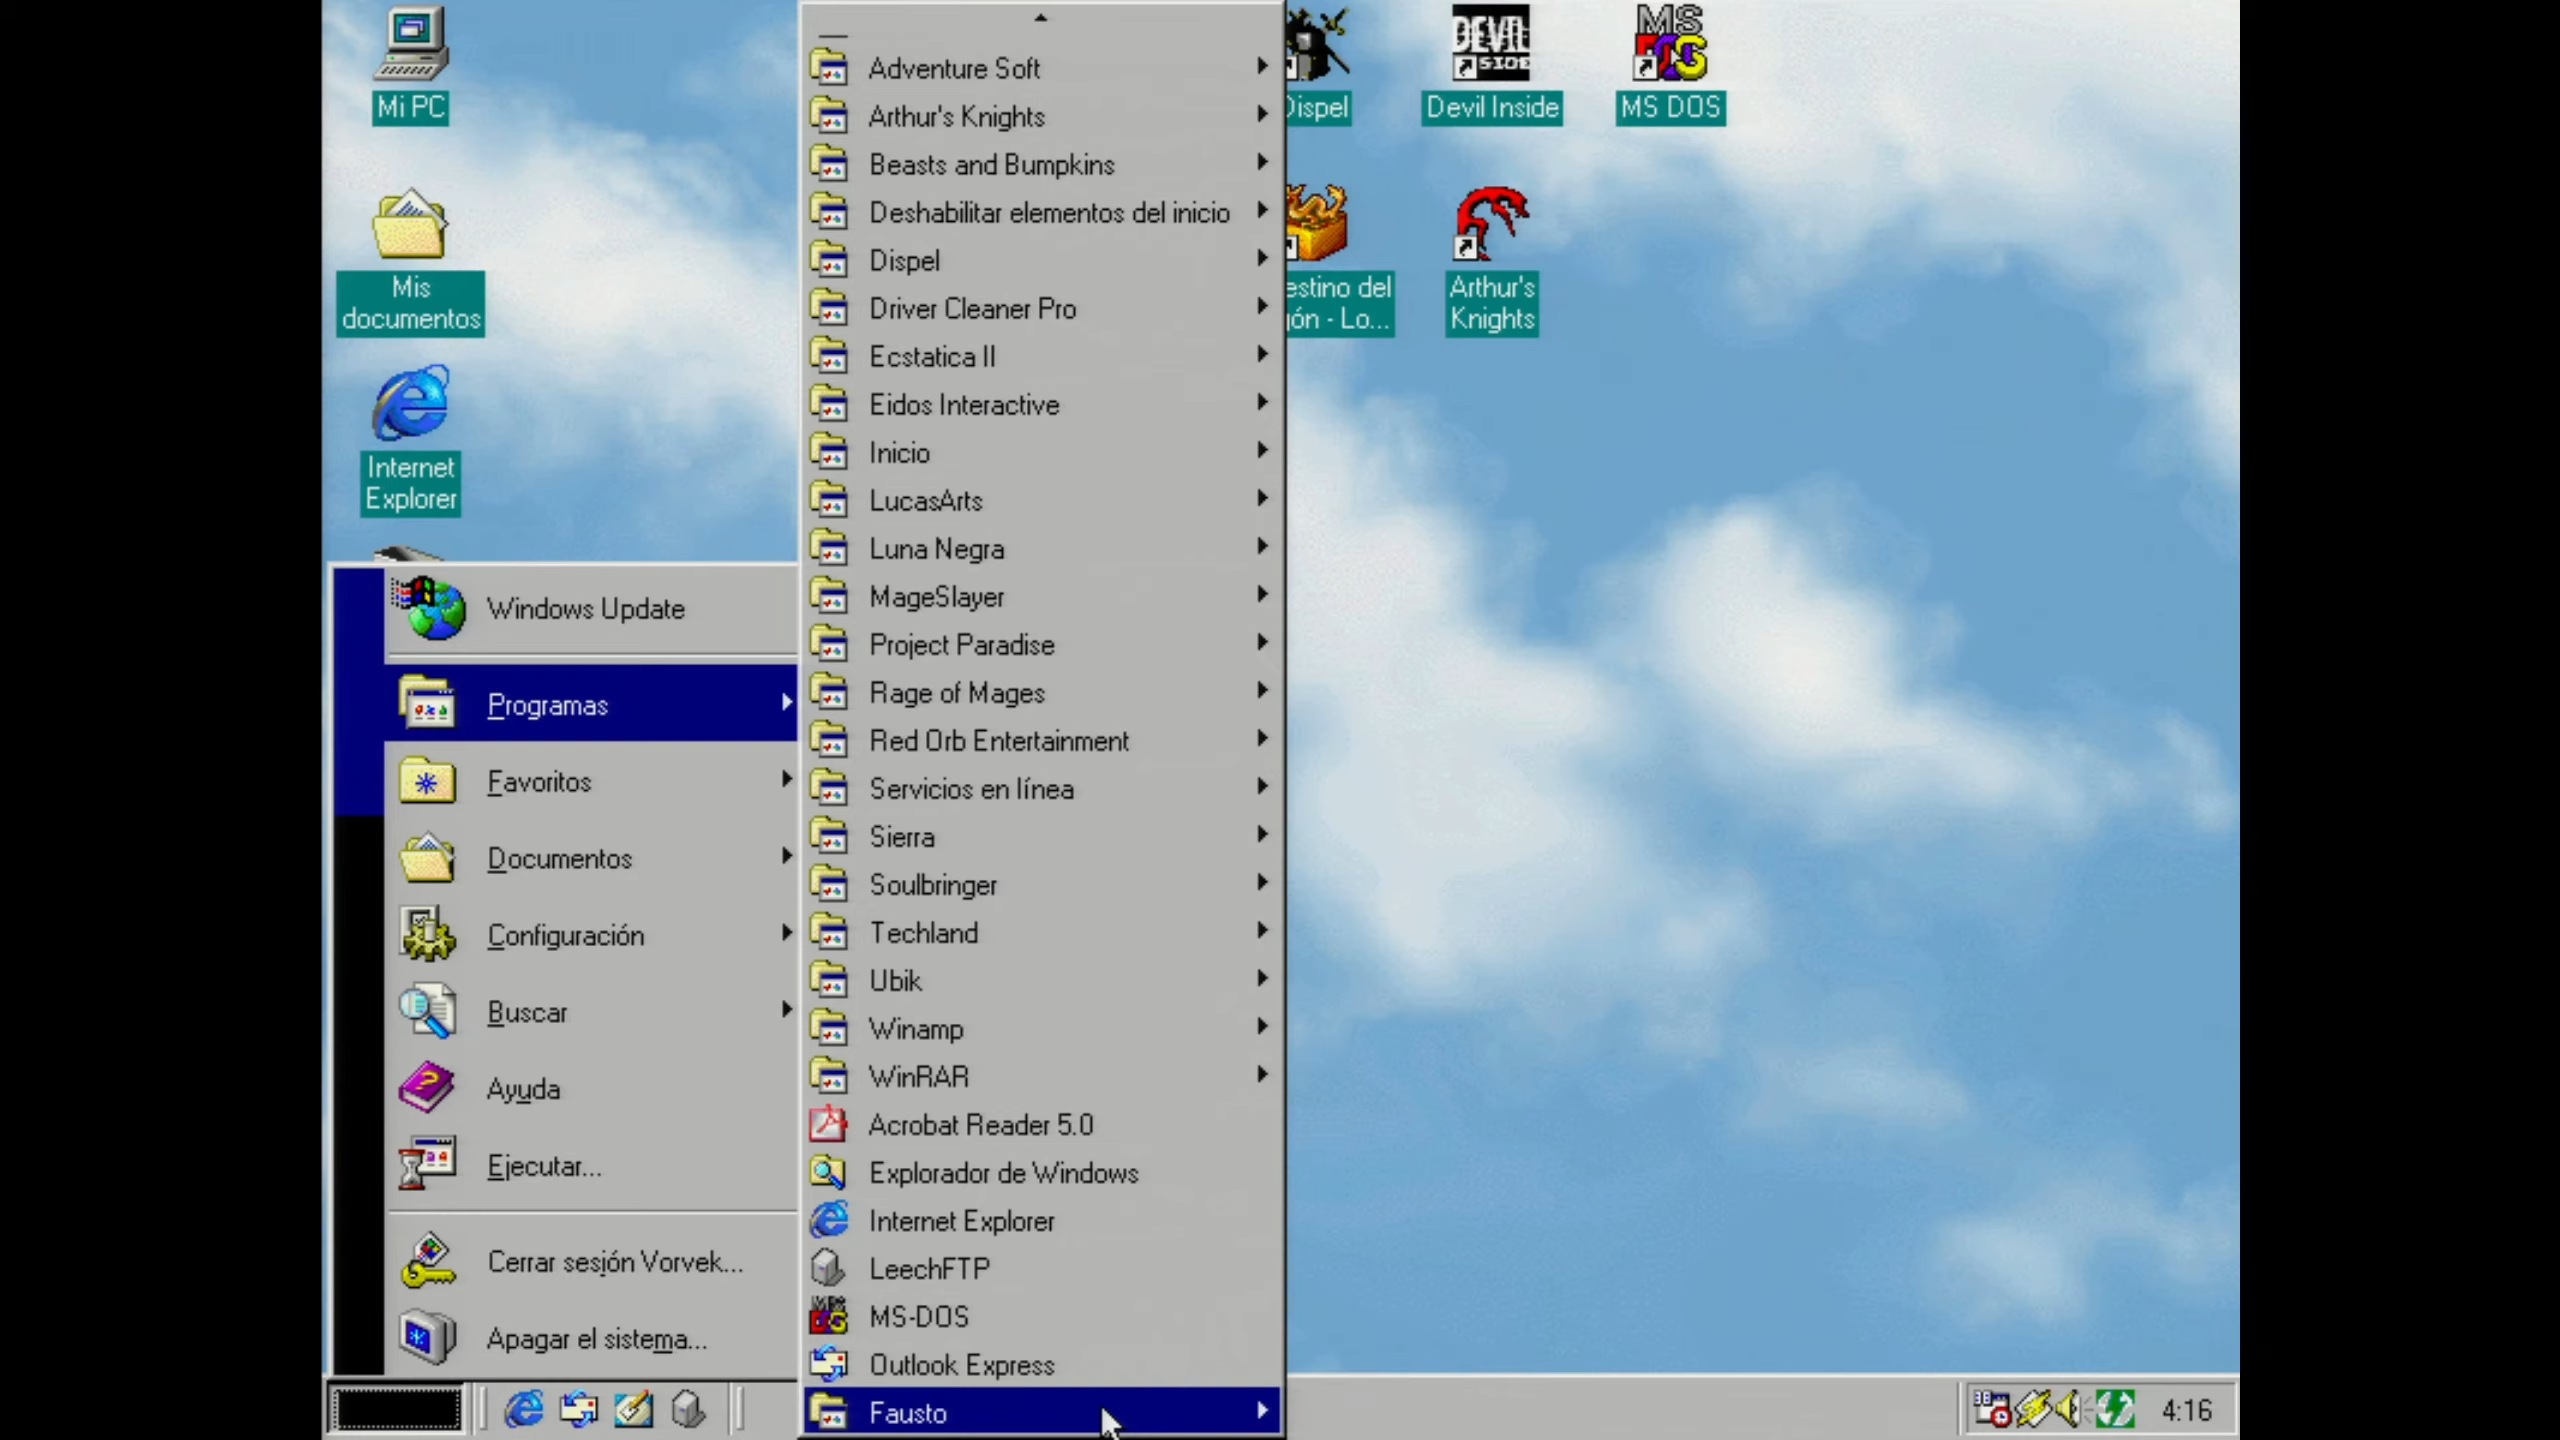 Mi PC
Mis
documentos
Internet
Explorer
Windows Update
Programas
Favoritos
Documentos
Configuración
Buscar
Ayuda
Ejecutar...
Cerrar sesión Vorvek...
Apagar el sistema...
Adventure Soft
Arthur's Knights
Beasts and Bumpkins
Deshabilitar elementos del inicio
Dispel
Driver Cleaner Pro
Ecstatica II
Eidos Interactive
Inicio
LucasArts
Luna Negra
MageSlayer
Project Paradise
Rage of Mages
Red Orb Entertainment
Servicios en línea
Sierra
Soulbringer
Techland
Ubik
Winamp
WinRAR
Acrobat Reader 5.0
Explorador de Windows
Internet Explorer
LeechFTP
MS-DOS
Outlook Express
Fausto
Dispel
DEVIL
Devil Inside
MS
MS DOS
estino del
jón - Lo...
Arthur's
Knights
4:16